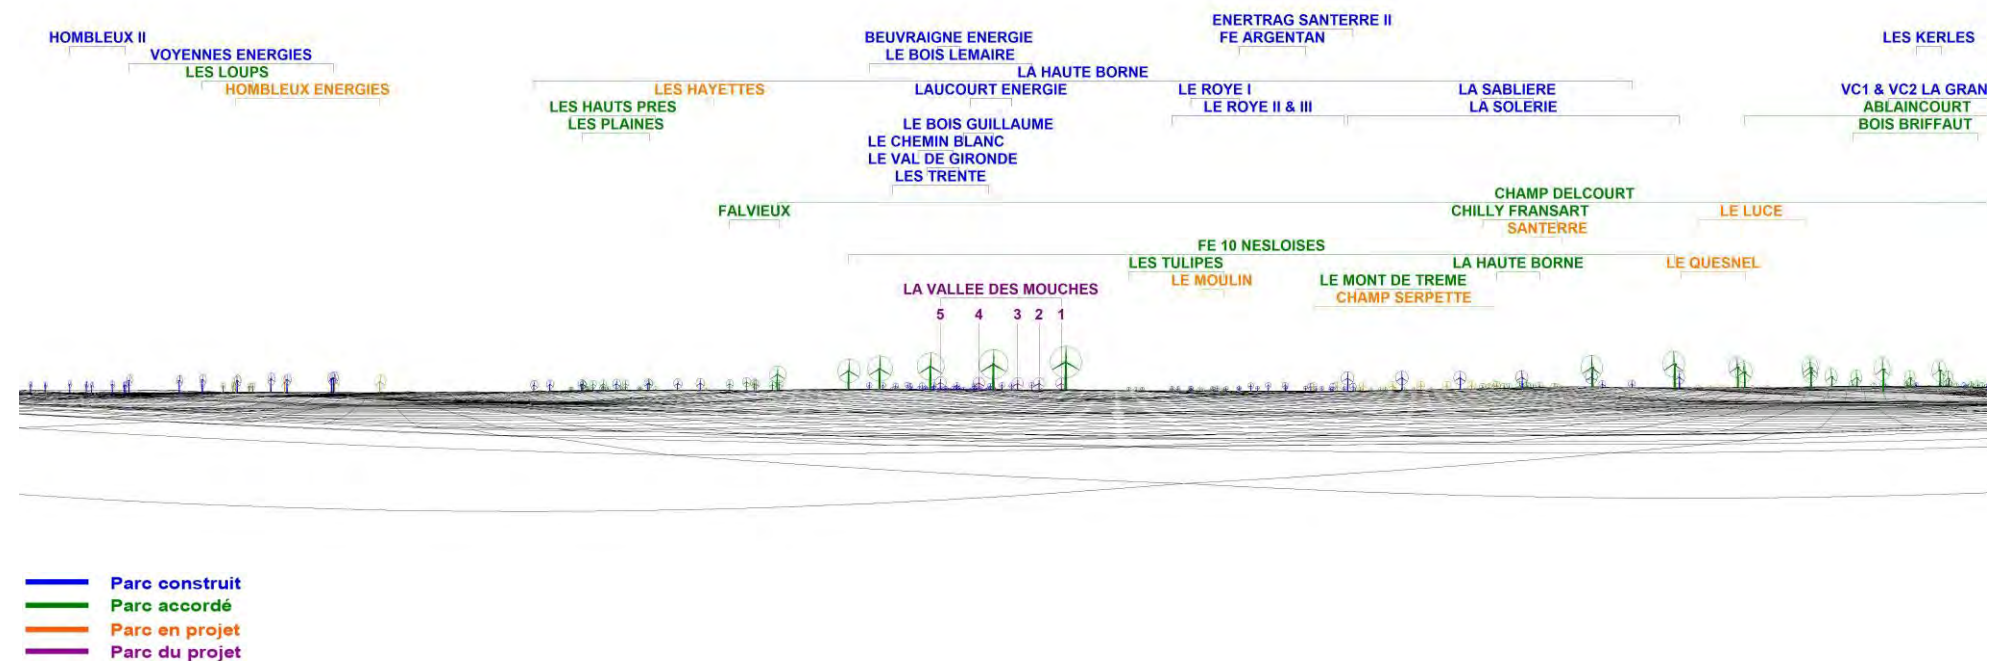 ENERTRAG SANTERRE II
HOMBLEUX II
BEUVRAIGNE ENERGIE
FE ARGENTAN
LES KERLES
VOYENNES ENERGIES
LE BOIS LEMAIRE
LES LOUPS
LA HAUTE BORNE
HOMBLEUX ENERGIES
LES HAYETTES
LAUCOURT ENERGIE
LE ROYE I
LA SABLIERE
VC1 & VC2 LA GRAN
LES HAUTS PRES
LE ROYE II & III
LA SOLERIE
ABLAINCOURT
LES PLAINES
LE BOIS GUILLAUME
BOIS BRIFFAUT
LE CHEMIN BLANC
LE VAL DE GIRONDE
LES TRENTE
CHAMP DELCOURT
FALVIEUX
CHILLY FRANSART
LE LUCE
SANTERRE
FE 10 NESLOISES
LES TULIPES
LA HAUTE BORNE
LE QUESNEL
LE MOULIN
LE MONT DE TREME
LA VALLEE DES MOUCHES
CHAMP SERPETTE
5 4 3 2 1
Parc construit
Parc accordé
Parc en projet
Parc du projet